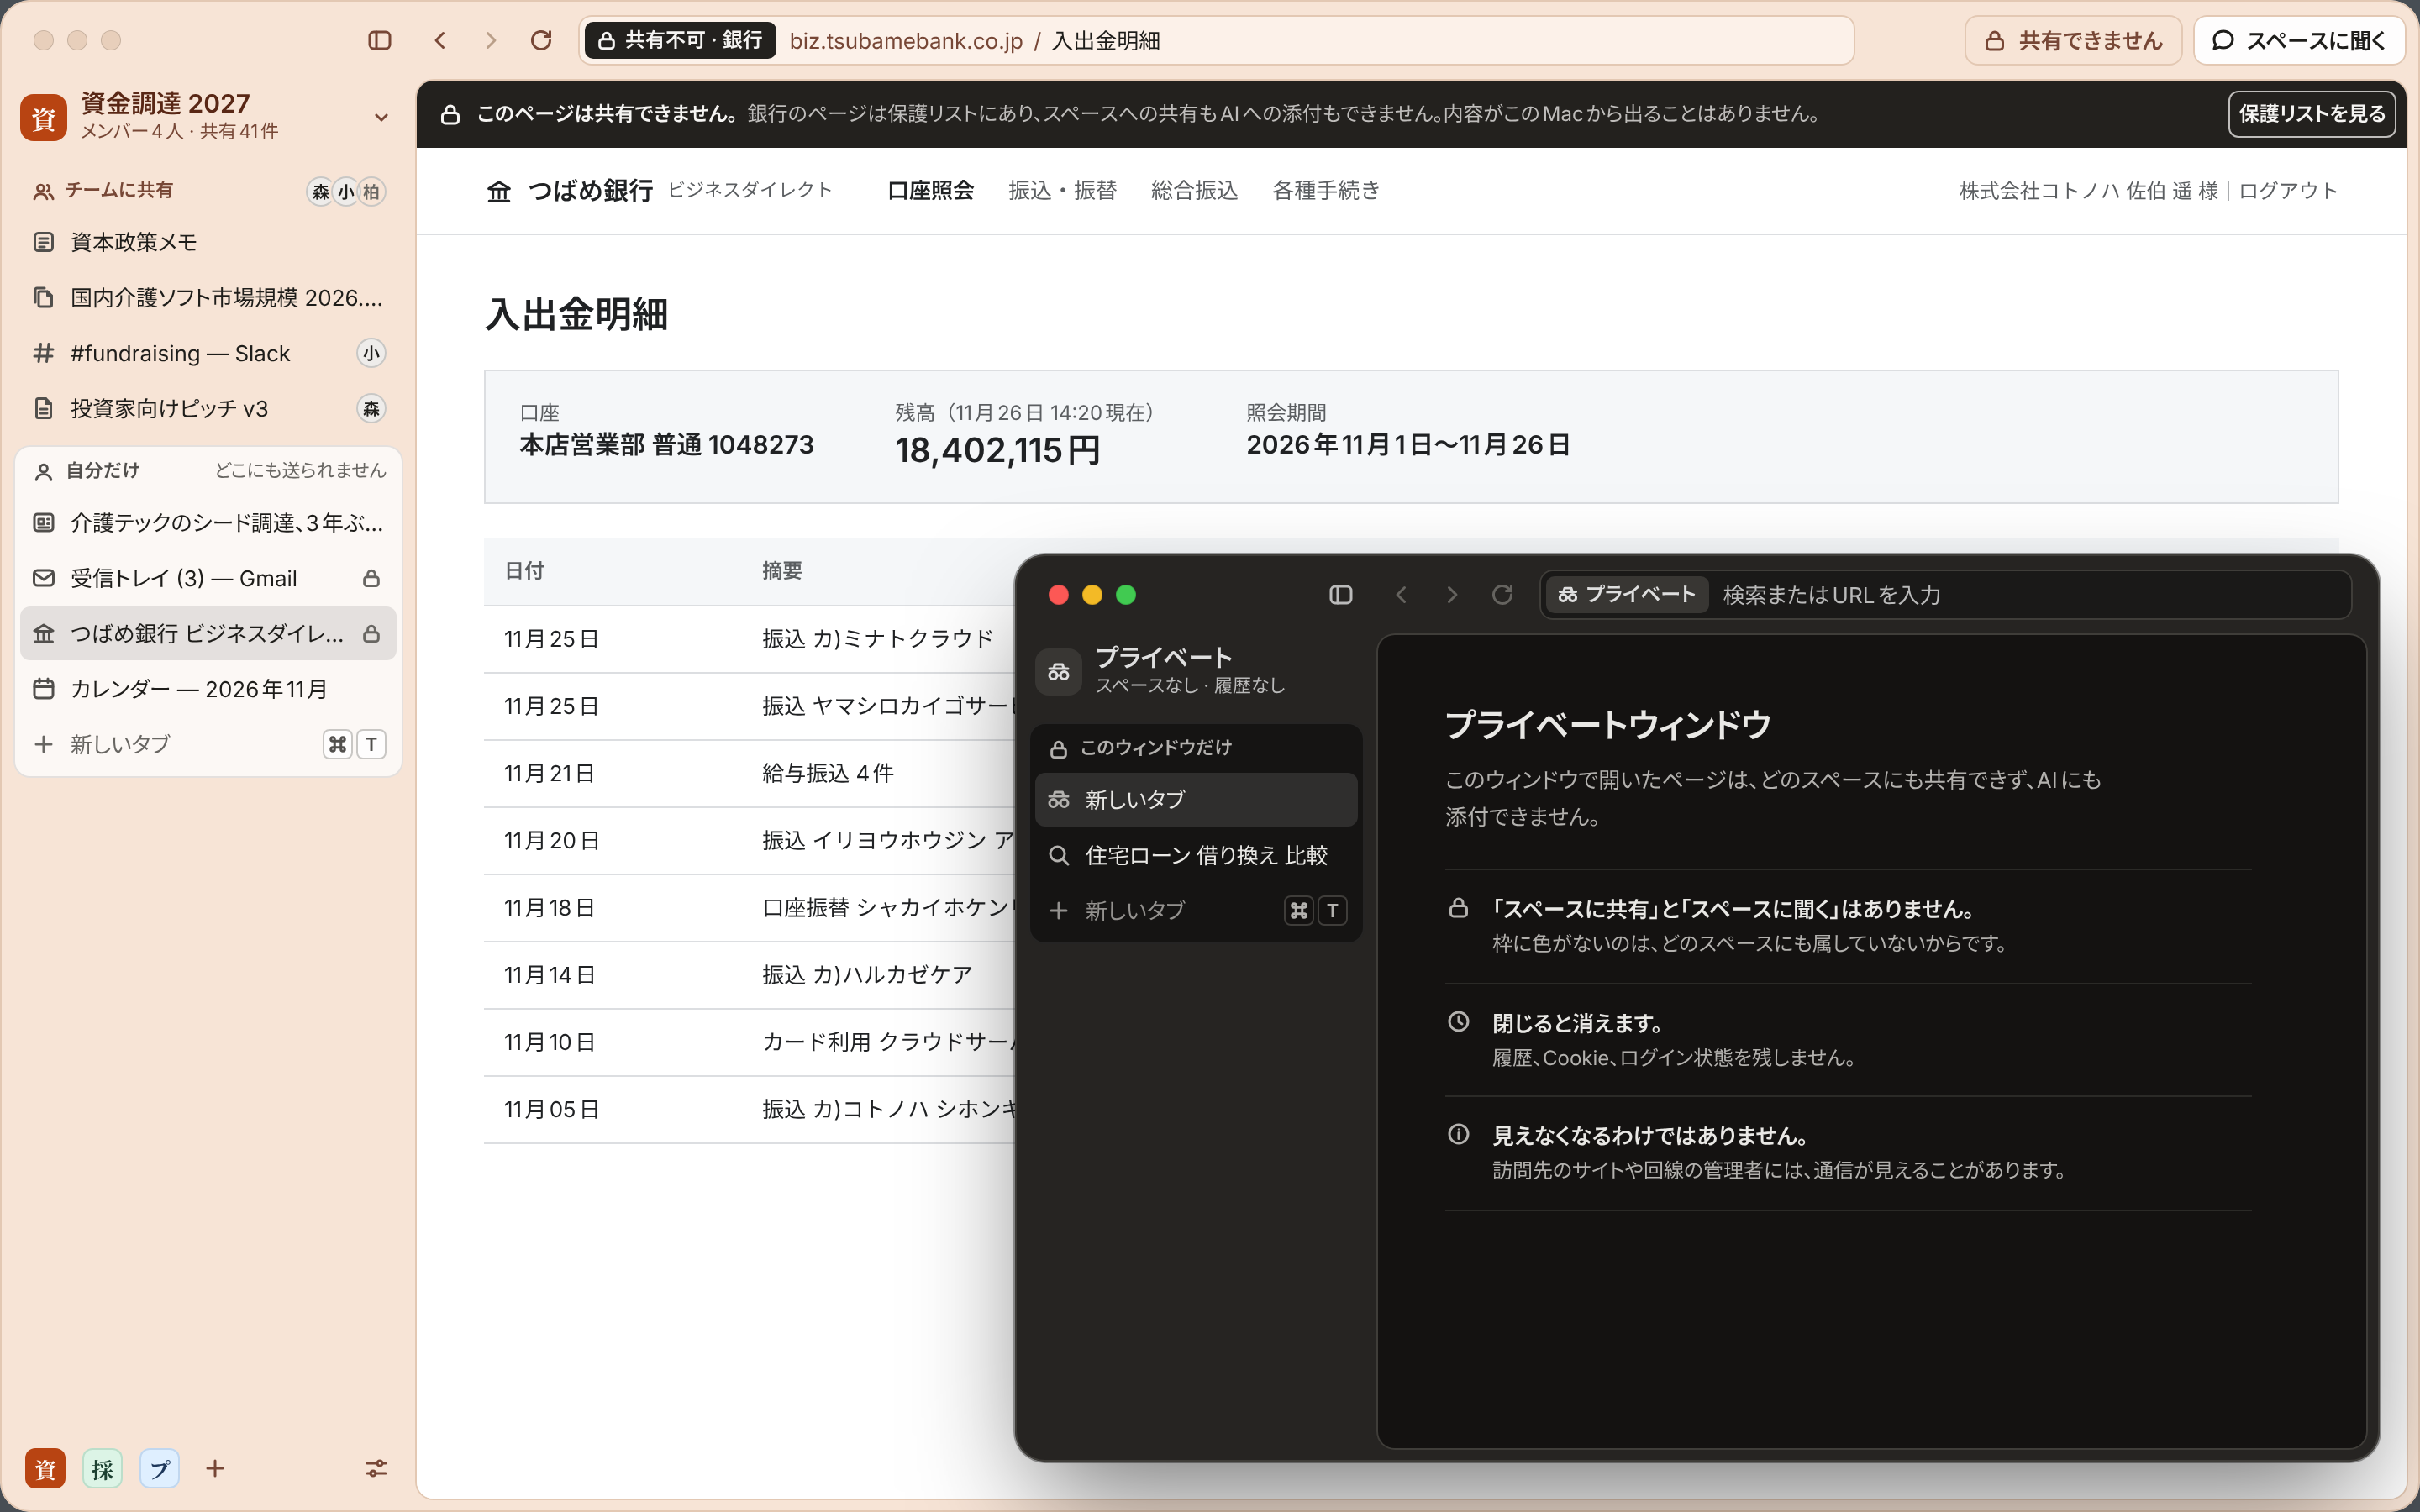 共有不可 · 銀行
biz.tsubamebank.co.jp / 入出金明細
共有できません
スペースに聞く
資
資金調達 2027
メンバー4人 · 共有41件
チームに共有
森 小 柏
資本政策メモ
国内介護ソフト市場規模 2026....
#fundraising — Slack
小
投資家向けピッチ v3
森
自分だけ
どこにも送られません
介護テックのシード調達、3年ぶ...
受信トレイ (3) — Gmail
つばめ銀行 ビジネスダイレ...
カレンダー — 2026年11月
新しいタブ
⌘ T
資 採 プ
このページは共有できません。 銀行のページは保護リストにあり、スペースへの共有もAIへの添付もできません。内容がこのMacから出ることはありません。
保護リストを見る
つばめ銀行 ビジネスダイレクト
口座照会 振込・振替 総合振込 各種手続き
株式会社コトノハ 佐伯 遥 様｜ログアウト
入出金明細
口座
本店営業部 普通 1048273
残高（11月26日 14:20現在）
18,402,115円
照会期間
2026年11月1日〜11月26日
日付 摘要
11月25日 振込 カ)ミナトクラウド
11月25日 振込 ヤマシロカイゴサー
11月21日 給与振込 4件
11月20日 振込 イリヨウホウジン ア
11月18日 口座振替 シャカイホケン
11月14日 振込 カ)ハルカゼケア
11月10日 カード利用 クラウドサー
11月05日 振込 カ)コトノハ シホン
プライベート 検索またはURLを入力
プライベート
スペースなし · 履歴なし
このウィンドウだけ
新しいタブ
住宅ローン 借り換え 比較
新しいタブ
⌘ T
プライベートウィンドウ
このウィンドウで開いたページは、どのスペースにも共有できず、AIにも
添付できません。
「スペースに共有」と「スペースに聞く」はありません。
枠に色がないのは、どのスペースにも属していないからです。
閉じると消えます。
履歴、Cookie、ログイン状態を残しません。
見えなくなるわけではありません。
訪問先のサイトや回線の管理者には、通信が見えることがあります。